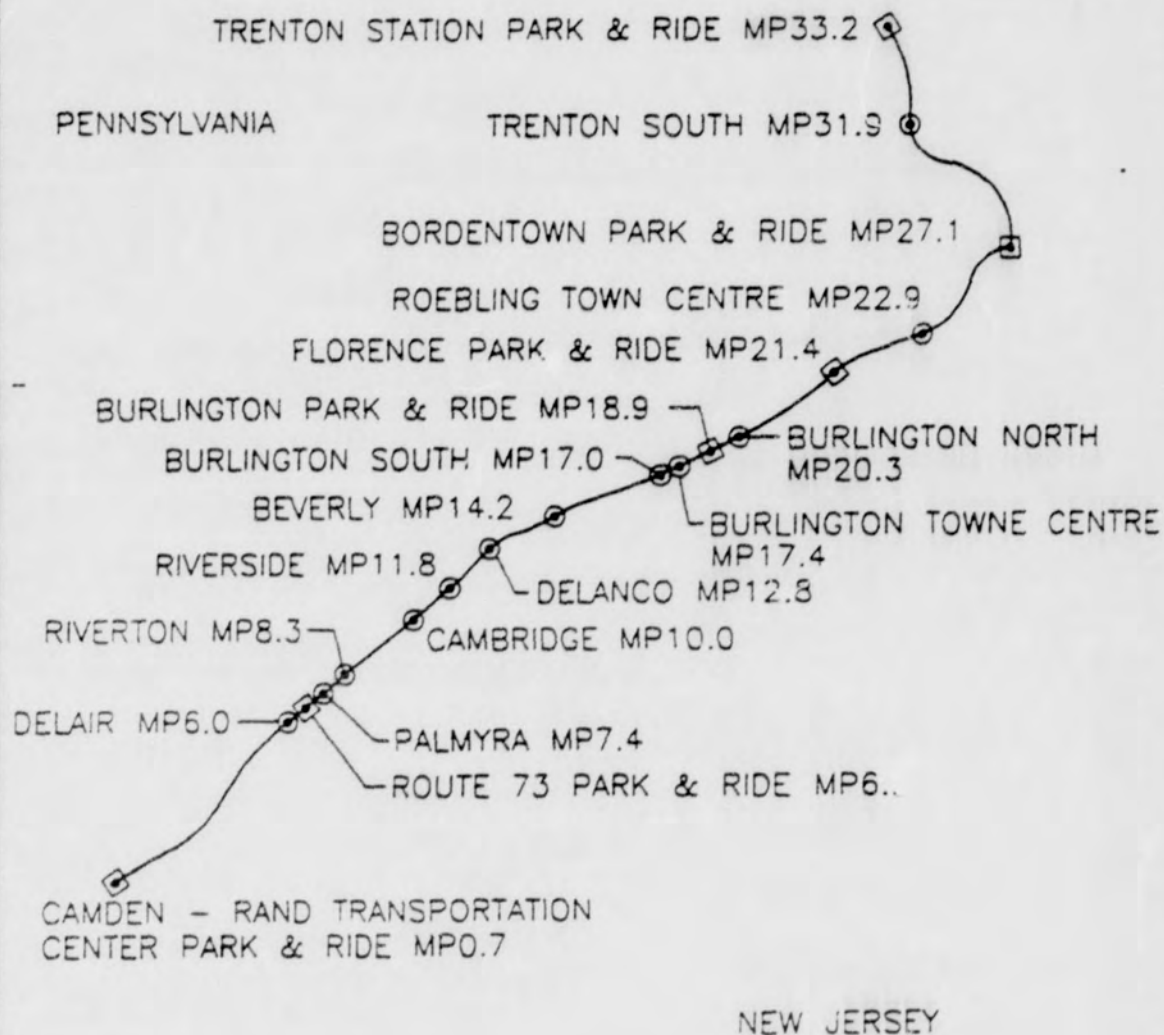 TRENTON STATION PARK & RIDE MP33.2
PENNSYLVANIA
TRENTON SOUTH MP31.9
BORDENTOWN PARK & RIDE MP27.1
ROEBLING TOWN CENTRE MP22.9
FLORENCE PARK & RIDE MP21.4
BURLINGTON PARK & RIDE MP18.9
BURLINGTON NORTH
MP20.3
BURLINGTON SOUTH MP17.0
BEVERLY MP14.2
BURLINGTON TOWNE CENTRE
MP17.4
RIVERSIDE MP11.8
DELANCO MP12.8
RIVERTON MP8.3
CAMBRIDGE MP10.0
DELAIR MP6.0
PALMYRA MP7.4
ROUTE 73 PARK & RIDE MP6..
CAMDEN – RAND TRANSPORTATION
CENTER PARK & RIDE MP0.7
NEW JERSEY